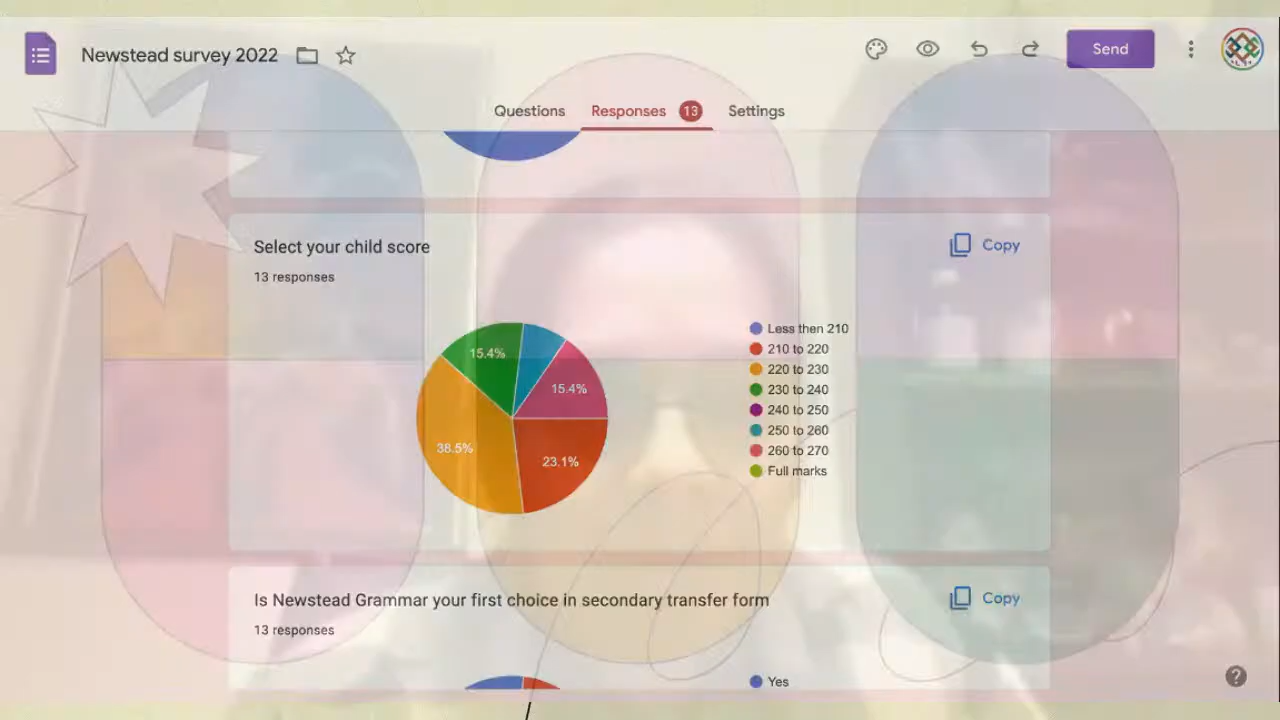 Newstead survey 2022
Send
Questions
Responses 13
Settings
Select your child score
Copy
13 responses
15.4%
15.4%
38.5%
23.1%
Less then 210
210 to 220
220 to 230
230 to 240
240 to 250
250 to 260
260 to 270
Full marks
Is Newstead Grammar your first choice in secondary transfer form
Copy
13 responses
Yes